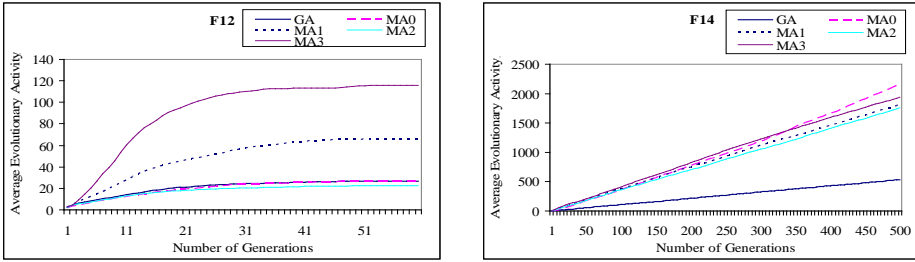 F12
GA
MA0
MA1
MA2
MA3
Average Evolutionary Activity
140
120
100
80
60
40
20
0
1
11
21
31
41
51
Number of Generations
F14
GA
MA0
MA1
MA2
MA3
Average Evolutionary Activity
2500
2000
1500
1000
500
0
1
50
100
150
200
250
300
350
400
450
500
Number of Generations